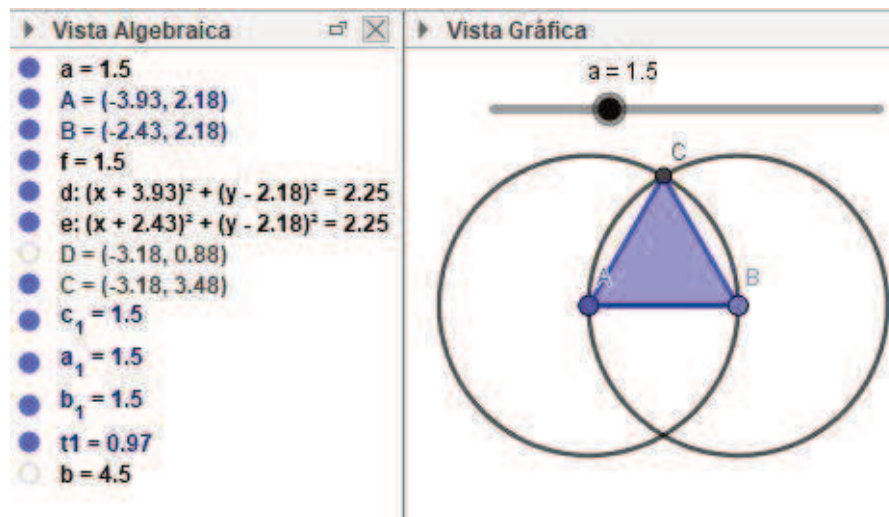 Vista Algebraica
a = 1.5
A = (-3.93, 2.18)
B = (-2.43, 2.18)
f = 1.5
d: (x + 3.93)² + (y - 2.18)² = 2.25
e: (x + 2.43)² + (y - 2.18)² = 2.25
D = (-3.18, 0.88)
C = (-3.18, 3.48)
c₁ = 1.5
a₁ = 1.5
b₁ = 1.5
t1 = 0.97
b = 4.5
Vista Gráfica
a = 1.5
C
A
B